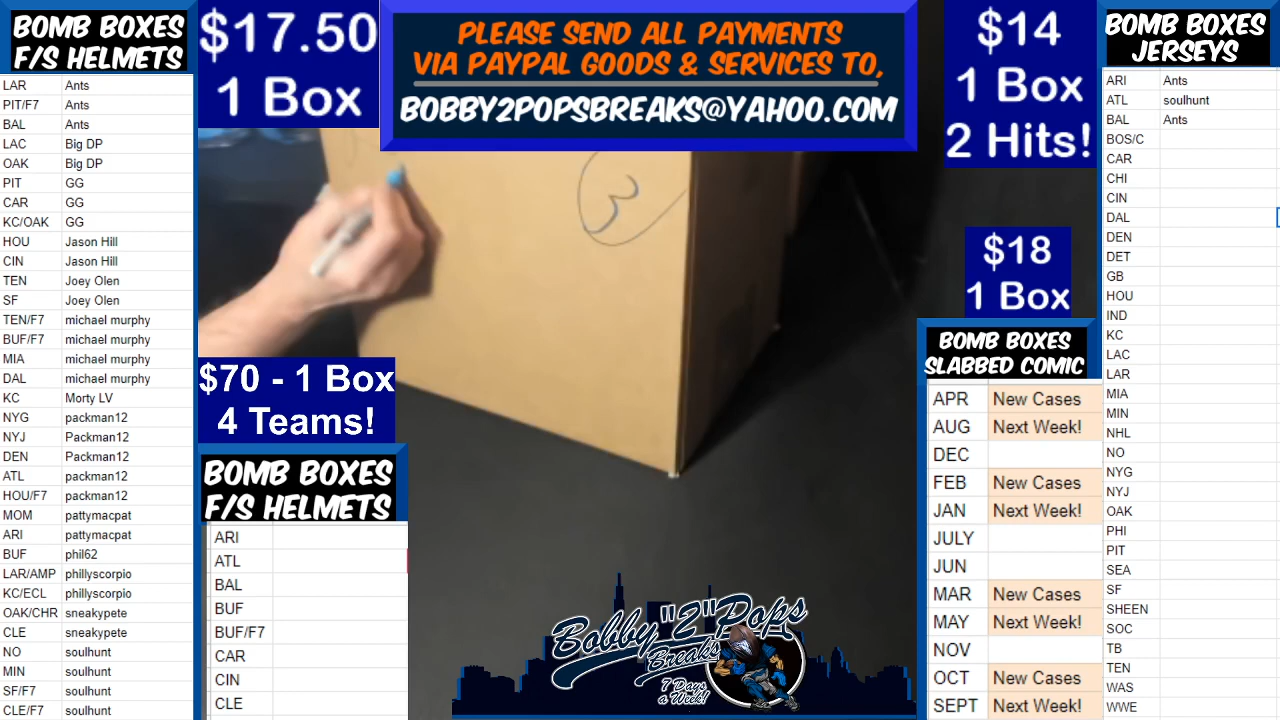 BOMB BOXES
F/S HELMETS
LAR Ants
PIT/F7 Ants
BAL Ants
LAC Big DP
OAK Big DP
PIT GG
CAR GG
KC/OAK GG
HOU Jason Hill
CIN Jason Hill
TEN Joey Olen
SF Joey Olen
TEN/F7 michael murphy
BUF/F7 michael murphy
MIA michael murphy
DAL michael murphy
KC Morty LV
NYG packman12
NYJ Packman12
DEN Packman12
ATL packman12
HOU/F7 packman12
MOM pattymacpat
ARI pattymacpat
BUF phil62
LAR/AMP phillyscorpio
KC/ECL phillyscorpio
OAK/CHR sneakypete
CLE sneakypete
NO soulhunt
MIN soulhunt
SF/F7 soulhunt
CLE/F7 soulhunt
$17.50
1 Box
PLEASE SEND ALL PAYMENTS
VIA PAYPAL GOODS & SERVICES TO,
BOBBY2POPSBREAKS@YAHOO.COM
3
$70 - 1 Box
4 Teams!
BOMB BOXES
F/S HELMETS
ARI
ATL
BAL
BUF
BUF/F7
CAR
CIN
CLE
Bobby "2" Pops
Breaks
7 Days
a Week!
$14
1 Box
2 Hits!
$18
1 Box
BOMB BOXES
SLABBED COMIC
APR New Cases
AUG Next Week!
DEC
FEB New Cases
JAN Next Week!
JULY
JUN
MAR New Cases
MAY Next Week!
NOV
OCT New Cases
SEPT Next Week!
BOMB BOXES
JERSEYS
ARI Ants
ATL soulhunt
BAL Ants
BOS/C
CAR
CHI
CIN
DAL
DEN
DET
GB
HOU
IND
KC
LAC
LAR
MIA
MIN
NHL
NO
NYG
NYJ
OAK
PHI
PIT
SEA
SF
SHEEN
SOC
TB
TEN
WAS
WWE